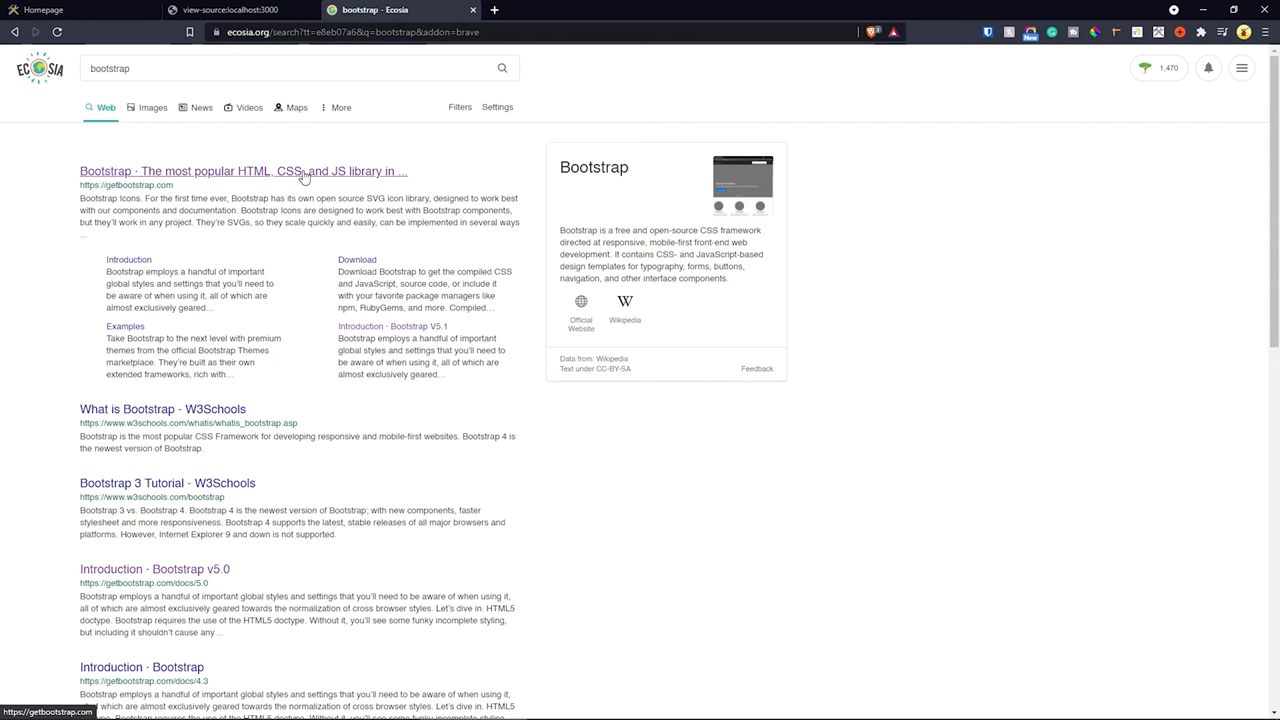 Homepage
view-source:localhost:3000
bootstrap - Ecosia
ecosia.org/search?tt=e8eb07a6&q=bootstrap&addon=brave
New
ECOSIA
bootstrap
1,470
Web
Images
News
Videos
Maps
More
Filters
Settings
Bootstrap · The most popular HTML, CSS, and JS library in ...
https://getbootstrap.com
Bootstrap Icons. For the first time ever, Bootstrap has its own open source SVG icon library, designed to work best
with our components and documentation. Bootstrap Icons are designed to work best with Bootstrap components,
but they'll work in any project. They're SVGs, so they scale quickly and easily, can be implemented in several ways
...
Introduction
Bootstrap employs a handful of important
global styles and settings that you'll need to
be aware of when using it, all of which are
almost exclusively geared…
Download
Download Bootstrap to get the compiled CSS
and JavaScript, source code, or include it
with your favorite package managers like
npm, RubyGems, and more. Compiled…
Examples
Take Bootstrap to the next level with premium
themes from the official Bootstrap Themes
marketplace. They're built as their own
extended frameworks, rich with…
Introduction · Bootstrap V5.1
Bootstrap employs a handful of important
global styles and settings that you'll need to
be aware of when using it, all of which are
almost exclusively geared…
What is Bootstrap - W3Schools
https://www.w3schools.com/whatis/whatis_bootstrap.asp
Bootstrap is the most popular CSS Framework for developing responsive and mobile-first websites. Bootstrap 4 is
the newest version of Bootstrap.
Bootstrap 3 Tutorial - W3Schools
https://www.w3schools.com/bootstrap
Bootstrap 3 vs. Bootstrap 4. Bootstrap 4 is the newest version of Bootstrap; with new components, faster
stylesheet and more responsiveness. Bootstrap 4 supports the latest, stable releases of all major browsers and
platforms. However, Internet Explorer 9 and down is not supported.
Introduction · Bootstrap v5.0
https://getbootstrap.com/docs/5.0
Bootstrap employs a handful of important global styles and settings that you'll need to be aware of when using it,
all of which are almost exclusively geared towards the normalization of cross browser styles. Let's dive in. HTML5
doctype. Bootstrap requires the use of the HTML5 doctype. Without it, you'll see some funky incomplete styling,
but including it shouldn't cause any ...
Introduction · Bootstrap
https://getbootstrap.com/docs/4.3
Bootstrap employs a handful of important global styles and settings that you'll need to be aware of when using it,
all of which are almost exclusively geared towards the normalization of cross browser styles. Let's dive in. HTML5
doctype. Bootstrap requires the use of the HTML5 doctype. Without it, you'll see some funky incomplete styling,
Bootstrap
Bootstrap is a free and open-source CSS framework
directed at responsive, mobile-first front-end web
development. It contains CSS- and JavaScript-based
design templates for typography, forms, buttons,
navigation, and other interface components.
Official
Website
W
Wikipedia
Data from: Wikipedia
Text under CC-BY-SA
Feedback
https://getbootstrap.com